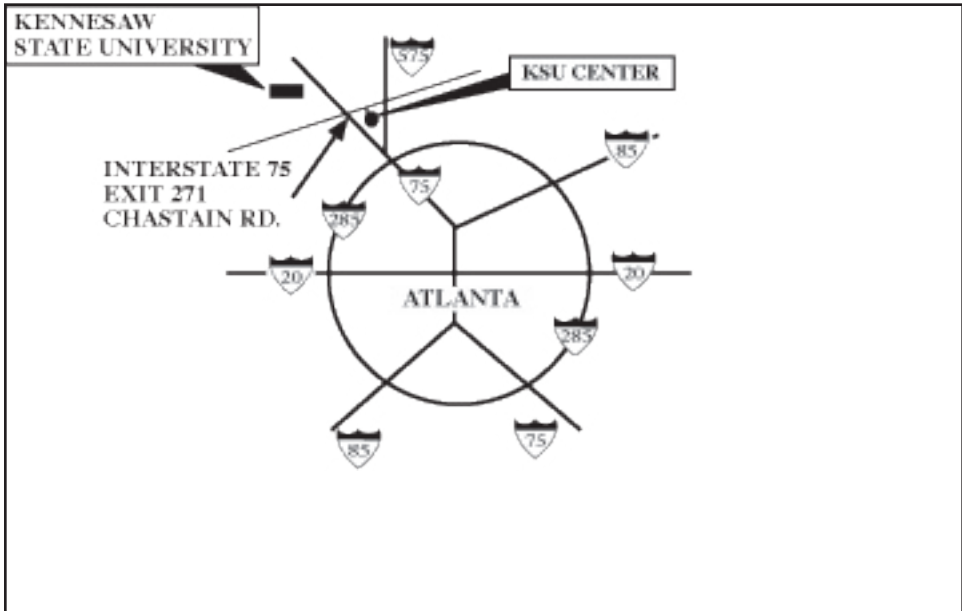 KENNESAW
STATE UNIVERSITY
575
KSU CENTER
85
INTERSTATE 75
EXIT 271
CHASTAIN RD.
75
285
20
20
ATLANTA
285
85
75